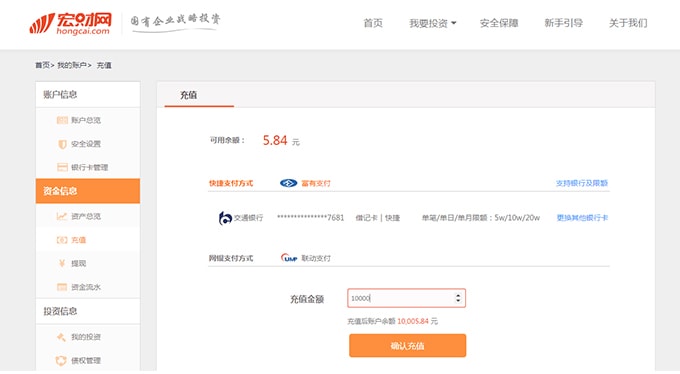 宏财网
hongcai.com
国有企业战略投资
首页 我要投资 安全保障 新手引导 关于我们
首页> 我的账户> 充值
账户信息
账户总览
安全设置
银行卡管理
资金信息
资产总览
充值
提现
资金流水
投资信息
我的投资
债权管理
充值
可用余额： 5.84 元
快捷支付方式 富有支付 支持银行及限额
交通银行 ***************7681 借记卡 | 快捷 单笔/单日/单月限额：5w/10w/20w 更换其他银行卡
网银支付方式 UMP 联动支付
充值金额 10000
充值后账户余额 10,005.84 元
确认充值